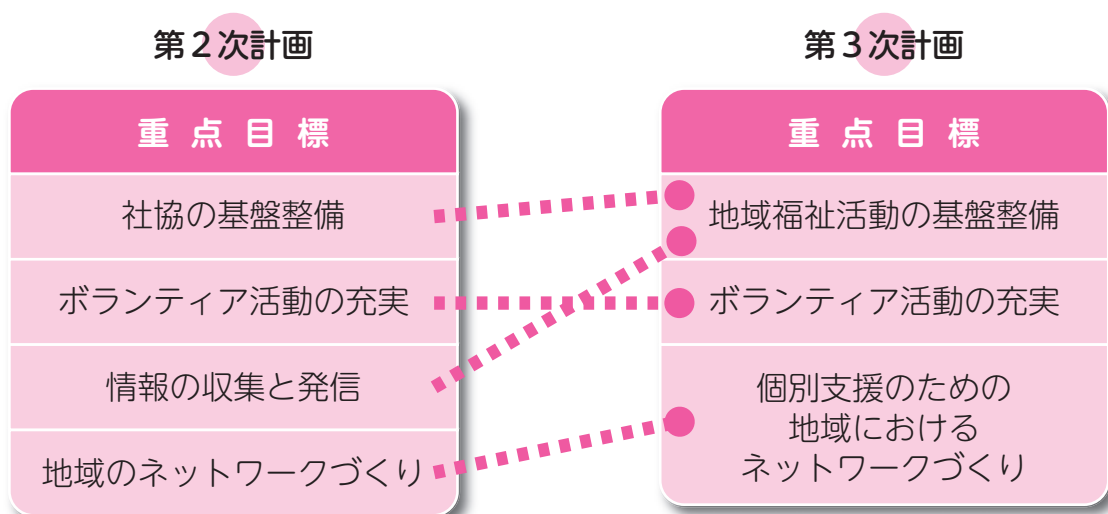 第2次計画
重点目標
社協の基盤整備
ボランティア活動の充実
情報の収集と発信
地域のネットワークづくり
第3次計画
重点目標
地域福祉活動の基盤整備
ボランティア活動の充実
個別支援のための
地域における
ネットワークづくり